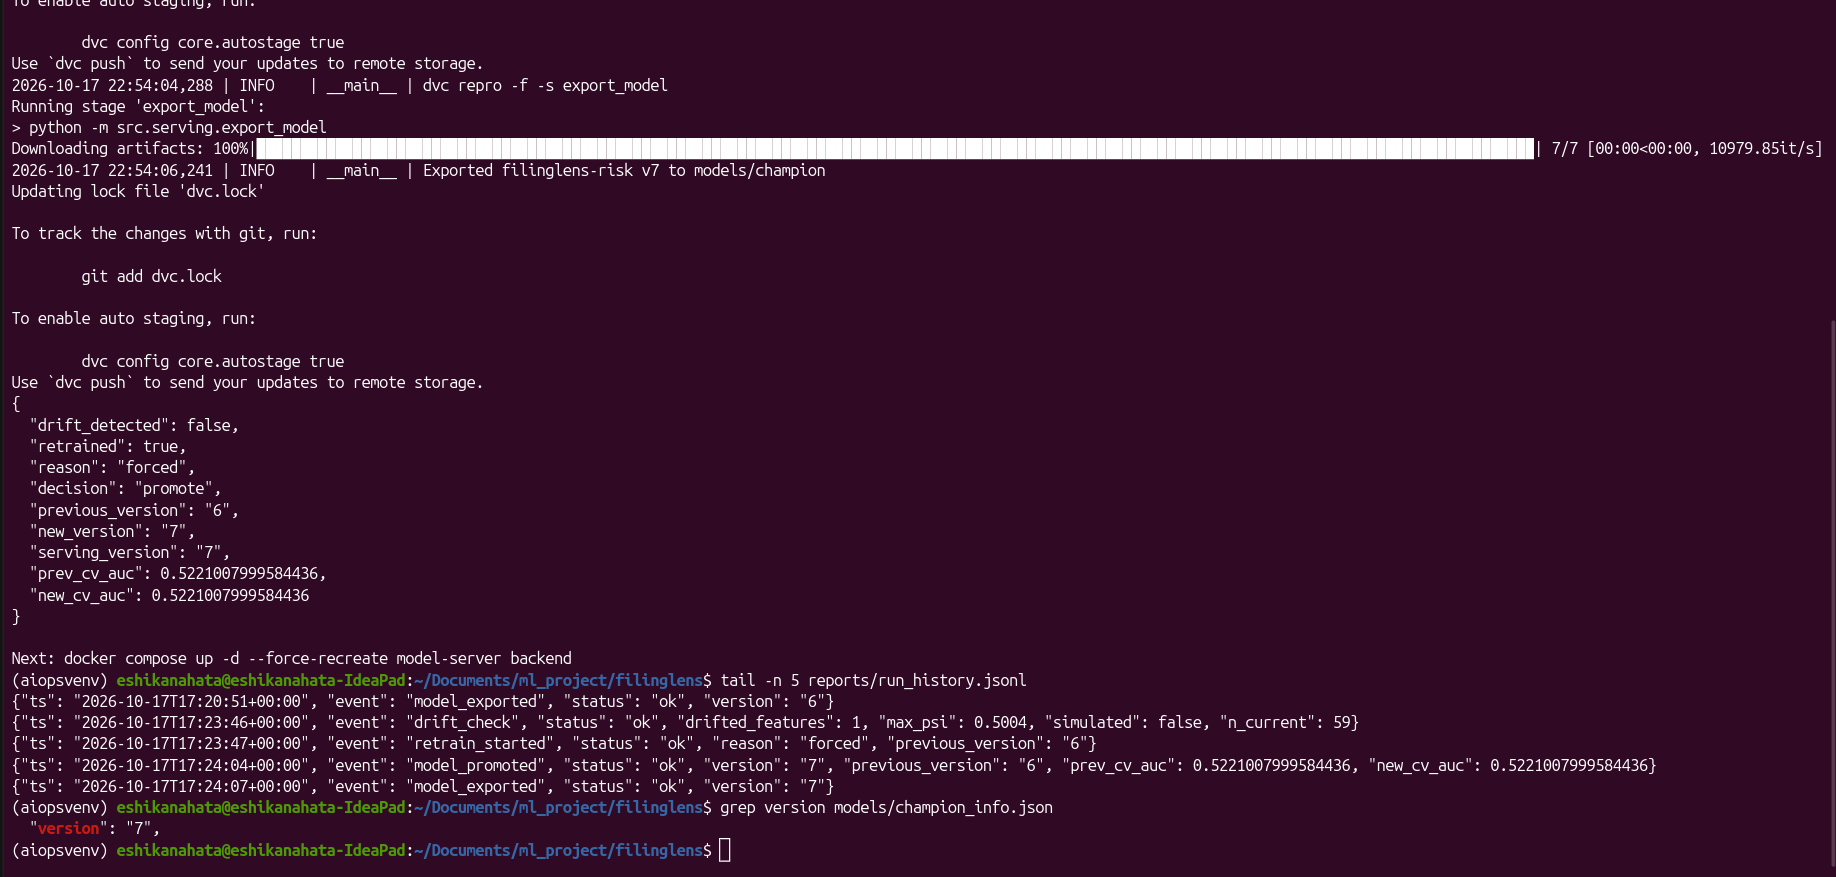 To enable auto staging, run:
        dvc config core.autostage true
Use `dvc push` to send your updates to remote storage.
2026-10-17 22:54:04,288 | INFO    | __main__ | dvc repro -f -s export_model
Running stage 'export_model':
> python -m src.serving.export_model
Downloading artifacts: 100%|██████████| 7/7 [00:00<00:00, 10979.85it/s]
2026-10-17 22:54:06,241 | INFO    | __main__ | Exported filinglens-risk v7 to models/champion
Updating lock file 'dvc.lock'
To track the changes with git, run:
        git add dvc.lock
To enable auto staging, run:
        dvc config core.autostage true
Use `dvc push` to send your updates to remote storage.
{
  "drift_detected": false,
  "retrained": true,
  "reason": "forced",
  "decision": "promote",
  "previous_version": "6",
  "new_version": "7",
  "serving_version": "7",
  "prev_cv_auc": 0.5221007999584436,
  "new_cv_auc": 0.5221007999584436
}
Next: docker compose up -d --force-recreate model-server backend
(aiopsvenv) eshikanahata@eshikanahata-IdeaPad:~/Documents/ml_project/filinglens$ tail -n 5 reports/run_history.jsonl
{"ts": "2026-10-17T17:20:51+00:00", "event": "model_exported", "status": "ok", "version": "6"}
{"ts": "2026-10-17T17:23:46+00:00", "event": "drift_check", "status": "ok", "drifted_features": 1, "max_psi": 0.5004, "simulated": false, "n_current": 59}
{"ts": "2026-10-17T17:23:47+00:00", "event": "retrain_started", "status": "ok", "reason": "forced", "previous_version": "6"}
{"ts": "2026-10-17T17:24:04+00:00", "event": "model_promoted", "status": "ok", "version": "7", "previous_version": "6", "prev_cv_auc": 0.5221007999584436, "new_cv_auc": 0.5221007999584436}
{"ts": "2026-10-17T17:24:07+00:00", "event": "model_exported", "status": "ok", "version": "7"}
(aiopsvenv) eshikanahata@eshikanahata-IdeaPad:~/Documents/ml_project/filinglens$ grep version models/champion_info.json
  "version": "7",
(aiopsvenv) eshikanahata@eshikanahata-IdeaPad:~/Documents/ml_project/filinglens$